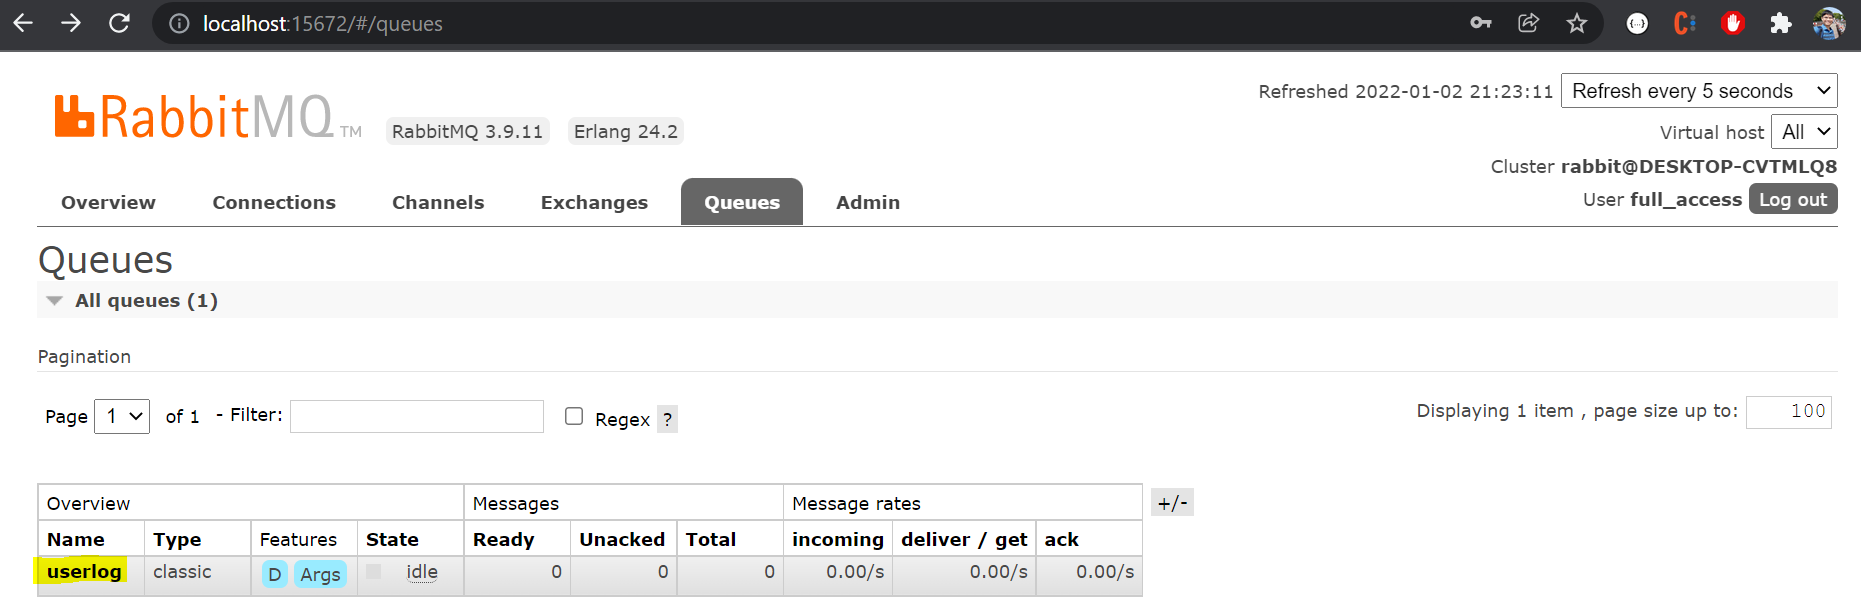 localhost:15672/#/queues
Refreshed 2022-01-02 21:23:11 Refresh every 5 seconds
RabbitMQ TM RabbitMQ 3.9.11 Erlang 24.2
Virtual host All
Cluster rabbit@DESKTOP-CVTMLQ8
User full_access Log out
Overview Connections Channels Exchanges Queues Admin
Queues
All queues (1)
Pagination
Page 1 of 1 - Filter: Regex ? Displaying 1 item , page size up to: 100
Overview Messages Message rates +/-
Name Type Features State Ready Unacked Total incoming deliver / get ack
userlog classic D Args idle 0 0 0 0.00/s 0.00/s 0.00/s